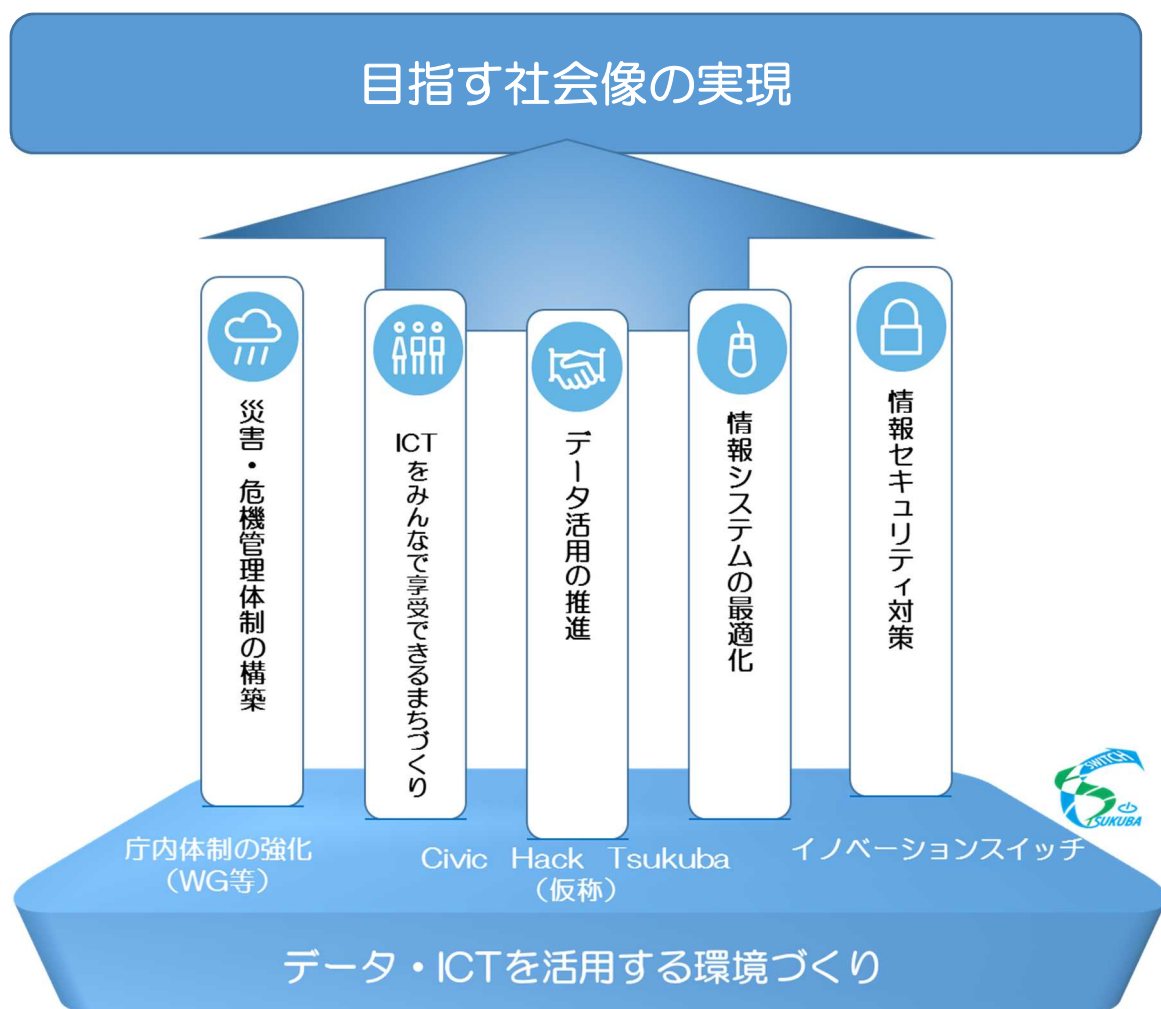 目指す社会像の実現
災害・危機管理体制の構築
ICTをみんなで享受できるまちづくり
データ活用の推進
情報システムの最適化
情報セキュリティ対策
SWITCH
TSUKUBA
庁内体制の強化
（WG等）
Civic Hack Tsukuba
（仮称）
イノベーションスイッチ
データ・ICTを活用する環境づくり